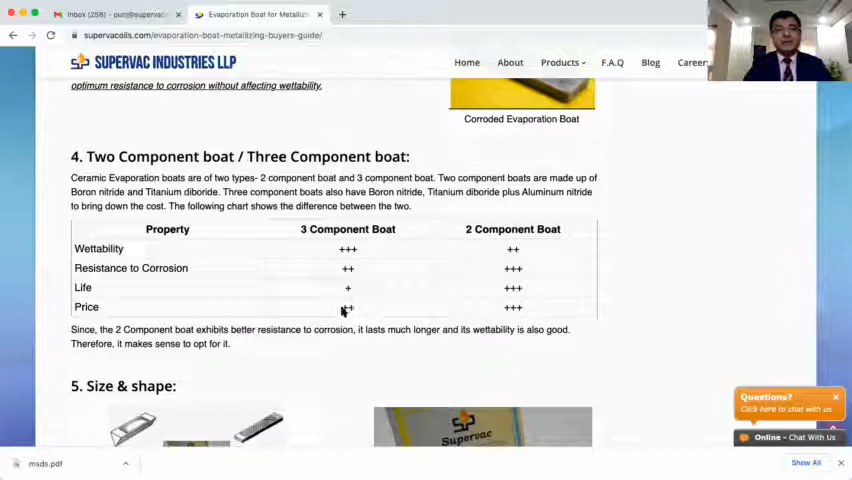 Inbox (259) - purj@supervac
Evaporation Boat for Metallizin
supervacoils.com/evaporation-boat-metallizing-buyers-guide/
SUPERVAC INDUSTRIES LLP
Home About Products F.A.Q Blog Career
optimum resistance to corrosion without affecting wettability.
Corroded Evaporation Boat
4. Two Component boat / Three Component boat:
Ceramic Evaporation boats are of two types- 2 component boat and 3 component boat. Two component boats are made up of
Boron nitride and Titanium diboride. Three component boats also have Boron nitride, Titanium diboride plus Aluminum nitride
to bring down the cost. The following chart shows the difference between the two.
Property 3 Component Boat 2 Component Boat
Wettability +++ ++
Resistance to Corrosion ++ +++
Life + +++
Price ++ +++
Since, the 2 Component boat exhibits better resistance to corrosion, it lasts much longer and its wettability is also good.
Therefore, it makes sense to opt for it.
5. Size & shape:
Supervac
Questions?
Click here to chat with us
Online - Chat With Us
msds.pdf
Show All